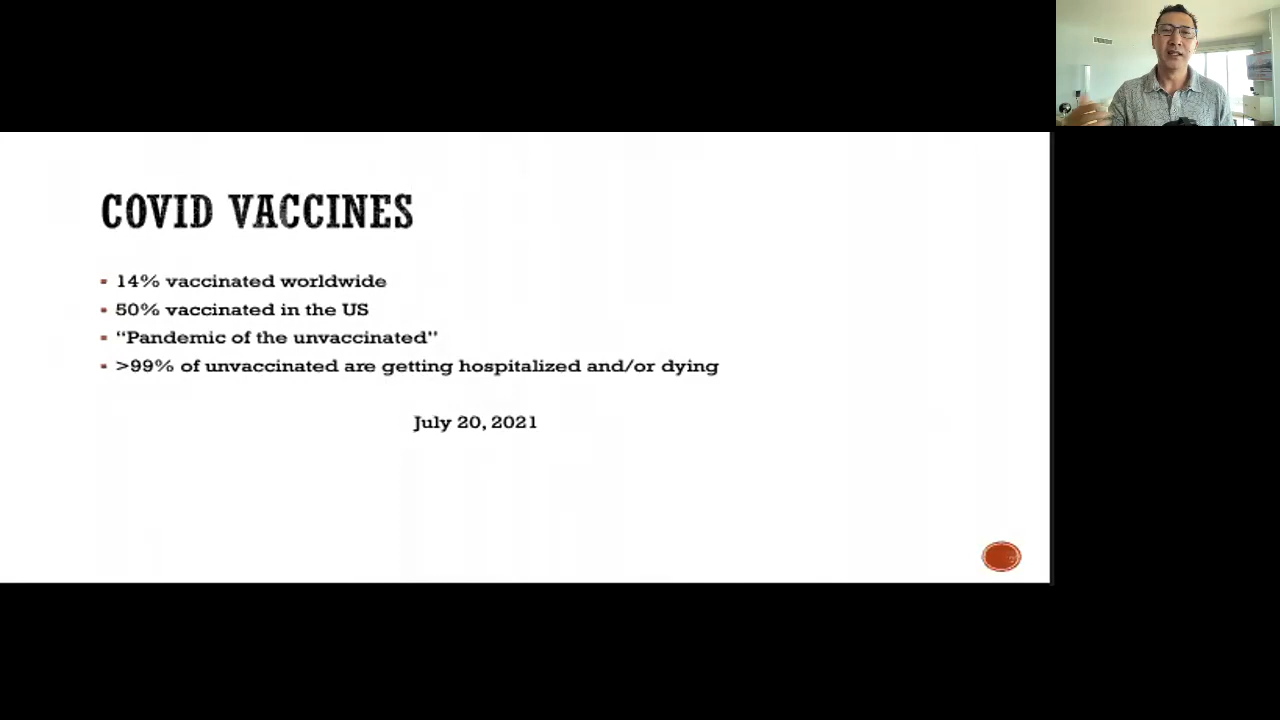 COVID VACCINES
▪ 14% vaccinated worldwide
▪ 50% vaccinated in the US
▪ “Pandemic of the unvaccinated”
▪ >99% of unvaccinated are getting hospitalized and/or dying
July 20, 2021